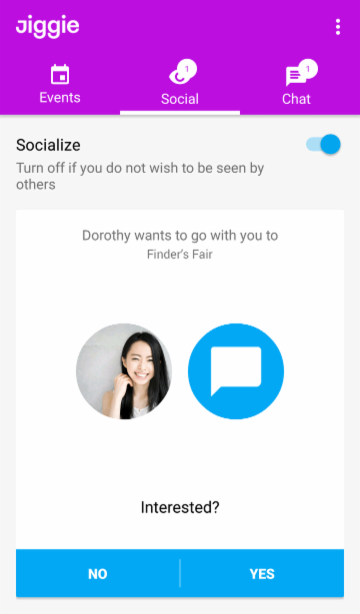 Jiggie
1
1
Events
Social
Chat
Socialize
Turn off if you do not wish to be seen by
others
Dorothy wants to go with you to
Finder's Fair
Interested?
NO
YES